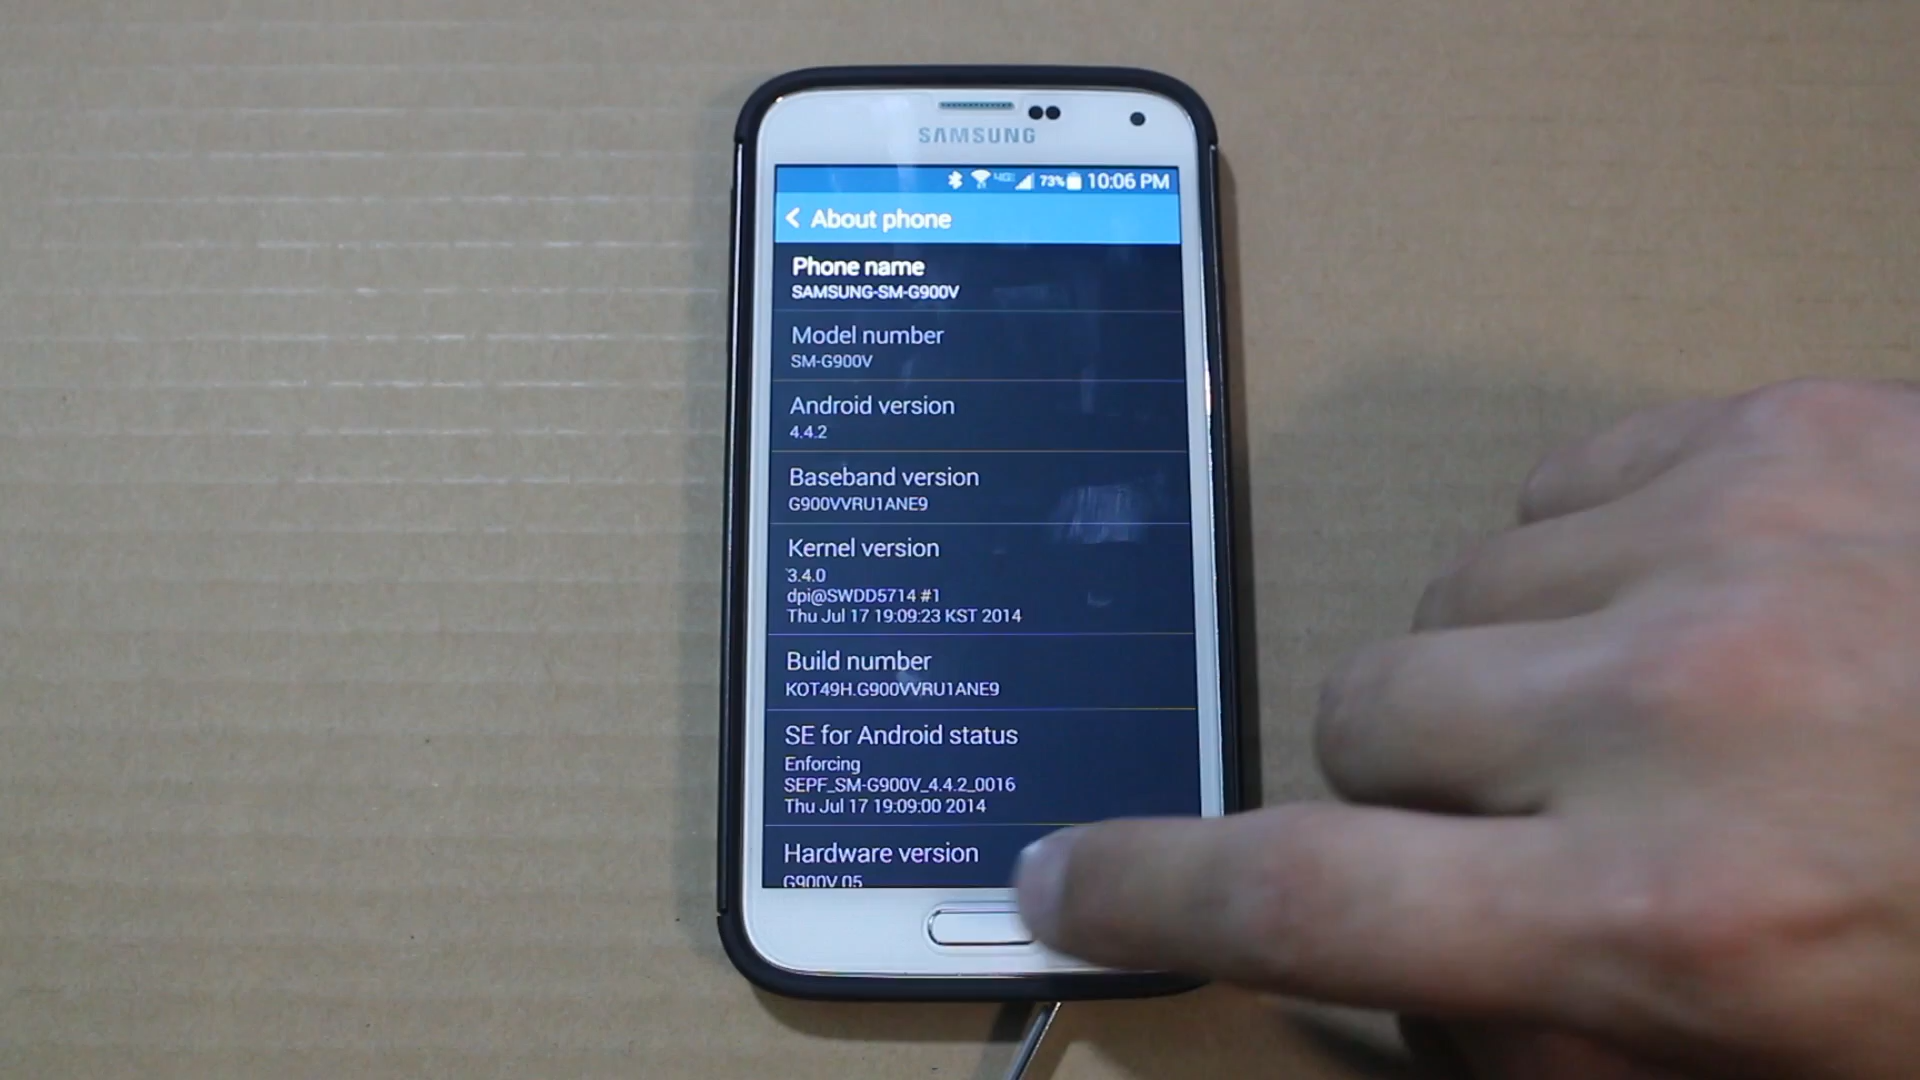 SAMSUNG
73% 10:06 PM
About phone
Phone name
SAMSUNG-SM-G900V
Model number
SM-G900V
Android version
4.4.2
Baseband version
G900VVRU1ANE9
Kernel version
3.4.0
dpi@SWDD5714 #1
Thu Jul 17 19:09:23 KST 2014
Build number
KOT49H.G900VVRU1ANE9
SE for Android status
Enforcing
SEPF_SM-G900V_4.4.2_0016
Thu Jul 17 19:09:00 2014
Hardware version
G900V.05